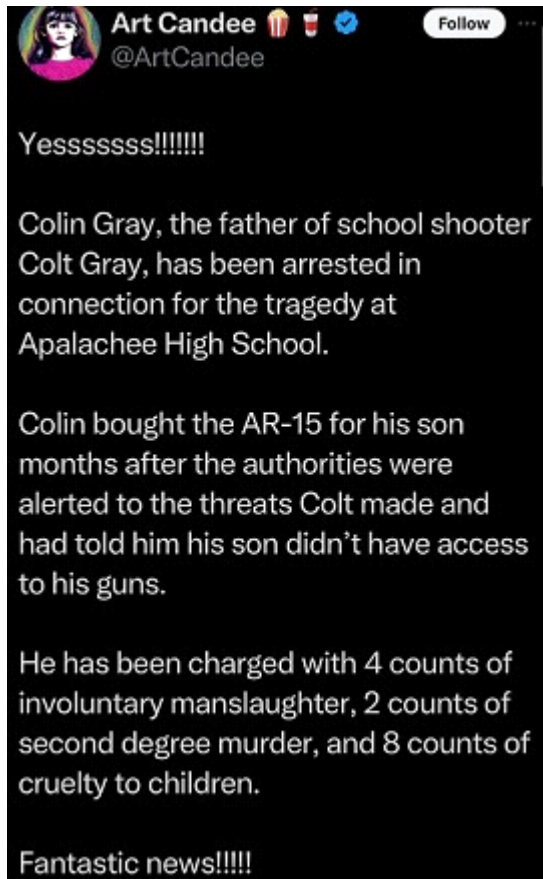 Art Candee 🍿🥤
Follow
@ArtCandee
Yessssssss!!!!!!!
Colin Gray, the father of school shooter
Colt Gray, has been arrested in
connection for the tragedy at
Apalachee High School.
Colin bought the AR-15 for his son
months after the authorities were
alerted to the threats Colt made and
had told him his son didn’t have access
to his guns.
He has been charged with 4 counts of
involuntary manslaughter, 2 counts of
second degree murder, and 8 counts of
cruelty to children.
Fantastic news!!!!!